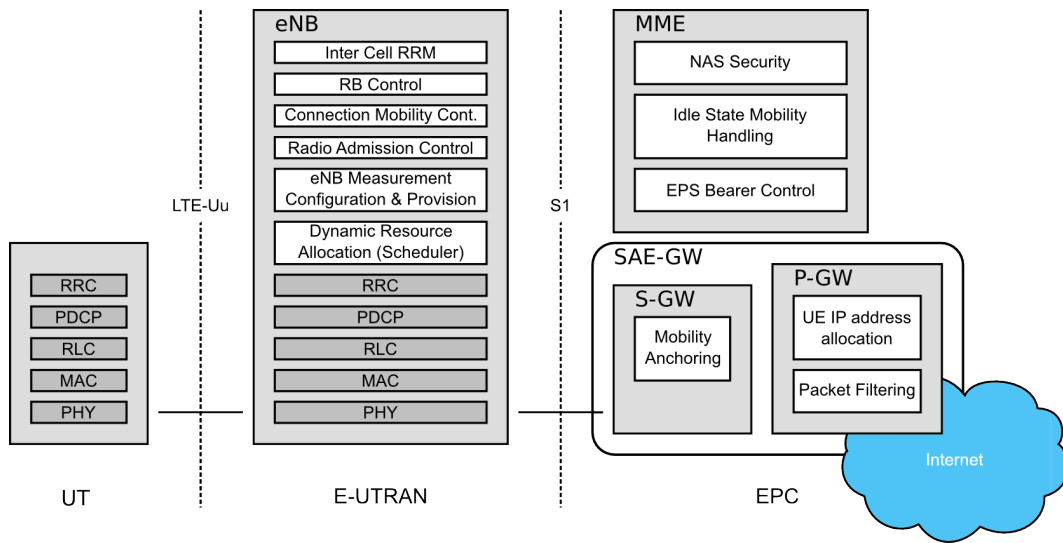 eNB
Inter Cell RRM
RB Control
Connection Mobility Cont.
Radio Admission Control
eNB Measurement
Configuration & Provision
Dynamic Resource
Allocation (Scheduler)
RRC
PDCP
RLC
MAC
PHY
MME
NAS Security
Idle State Mobility
Handling
EPS Bearer Control
LTE-Uu
S1
RRC
PDCP
RLC
MAC
PHY
SAE-GW
S-GW
Mobility
Anchoring
P-GW
UE IP address
allocation
Packet Filtering
Internet
UT
E-UTRAN
EPC